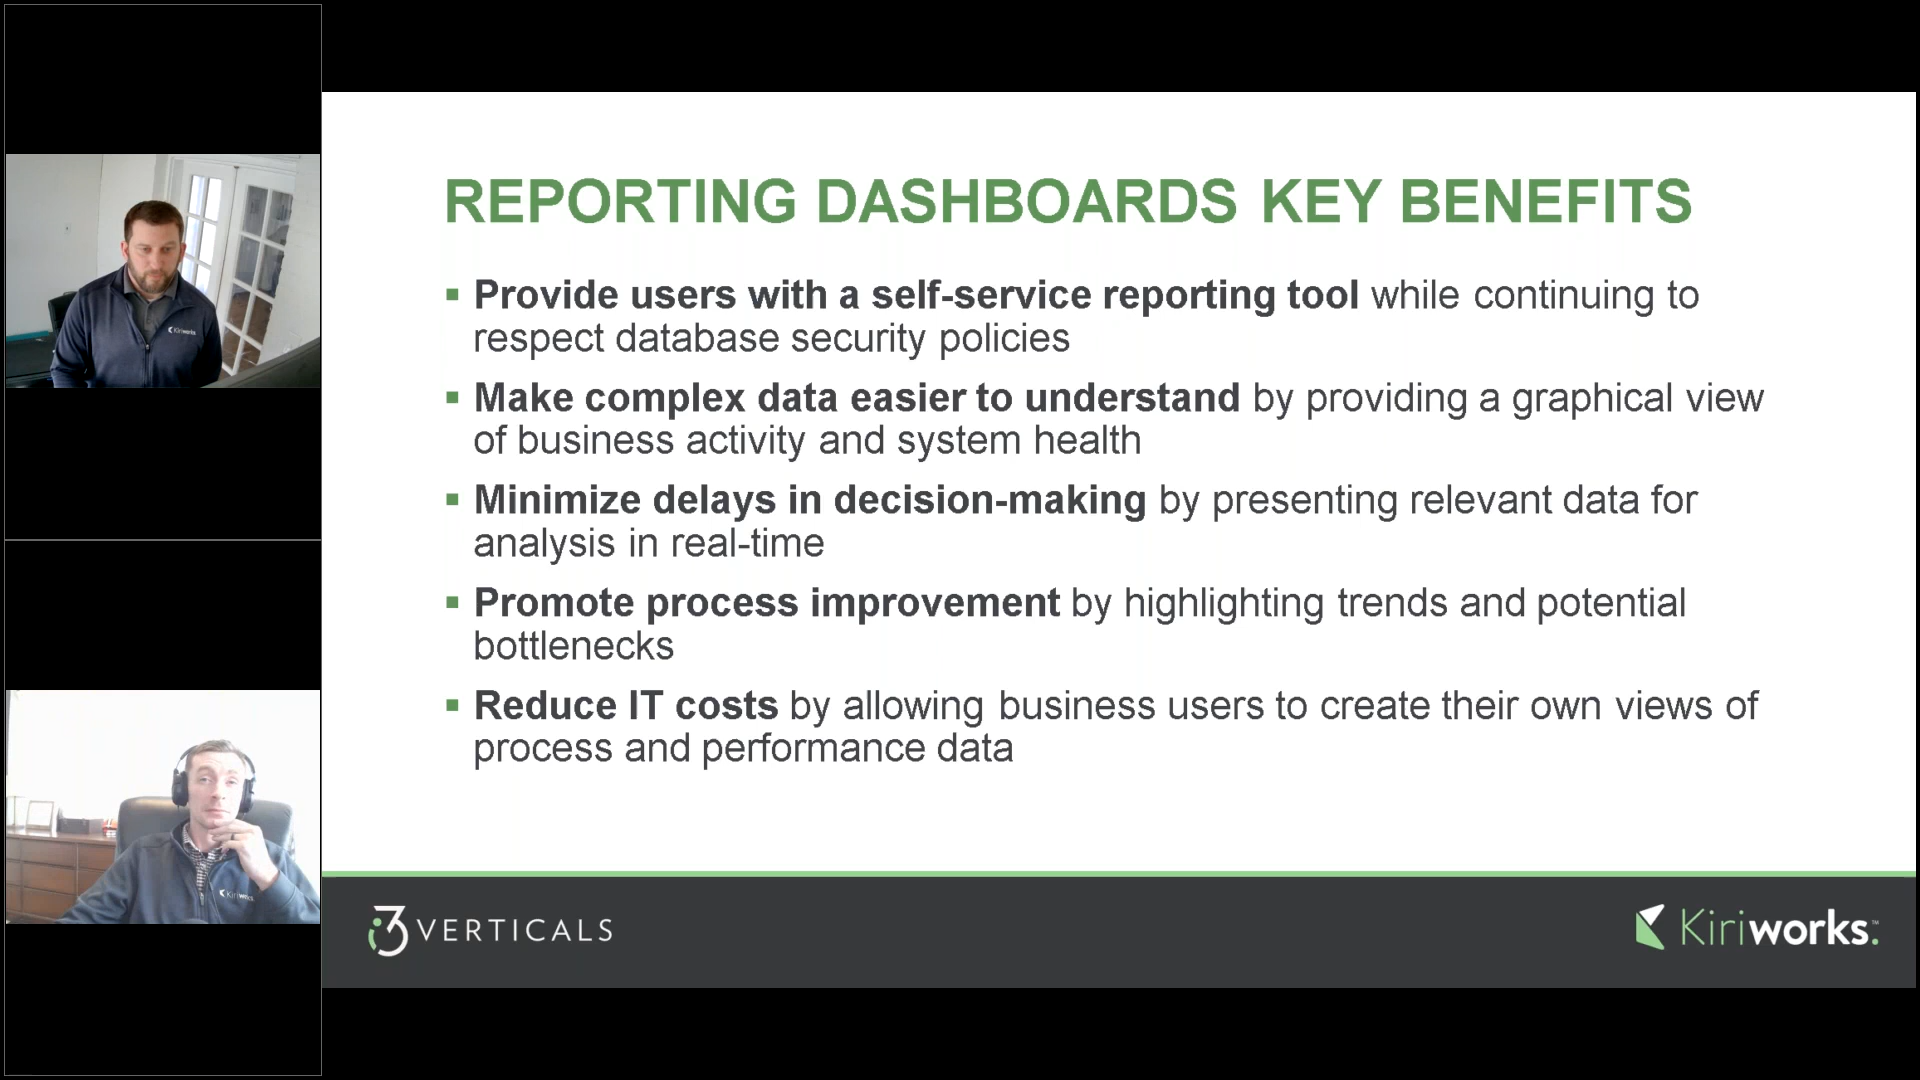 Kiriworks
REPORTING DASHBOARDS KEY BENEFITS
▪ Provide users with a self-service reporting tool while continuing to
respect database security policies
▪ Make complex data easier to understand by providing a graphical view
of business activity and system health
▪ Minimize delays in decision-making by presenting relevant data for
analysis in real-time
▪ Promote process improvement by highlighting trends and potential
bottlenecks
▪ Reduce IT costs by allowing business users to create their own views of
process and performance data
Kiriworks.
i3 VERTICALS
Kiriworks.™